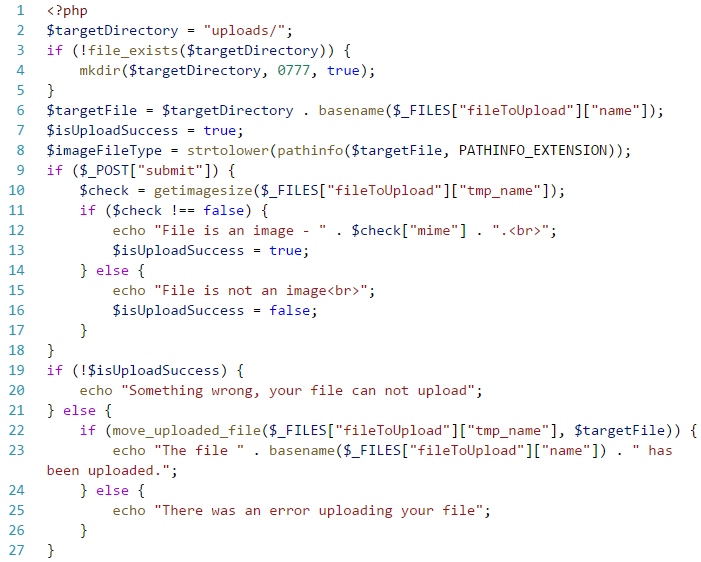 1 <?php
2 $targetDirectory = "uploads/";
3 if (!file_exists($targetDirectory)) {
4     mkdir($targetDirectory, 0777, true);
5 }
6 $targetFile = $targetDirectory . basename($_FILES["fileToUpload"]["name"]);
7 $isUploadSuccess = true;
8 $imageFileType = strtolower(pathinfo($targetFile, PATHINFO_EXTENSION));
9 if ($_POST["submit"]) {
10     $check = getimagesize($_FILES["fileToUpload"]["tmp_name"]);
11     if ($check !== false) {
12         echo "File is an image - " . $check["mime"] . ".<br>";
13         $isUploadSuccess = true;
14     } else {
15         echo "File is not an image<br>";
16         $isUploadSuccess = false;
17     }
18 }
19 if (!$isUploadSuccess) {
20     echo "Something wrong, your file can not upload";
21 } else {
22     if (move_uploaded_file($_FILES["fileToUpload"]["tmp_name"], $targetFile)) {
23         echo "The file " . basename($_FILES["fileToUpload"]["name"]) . " has
been uploaded.";
24     } else {
25         echo "There was an error uploading your file";
26     }
27 }